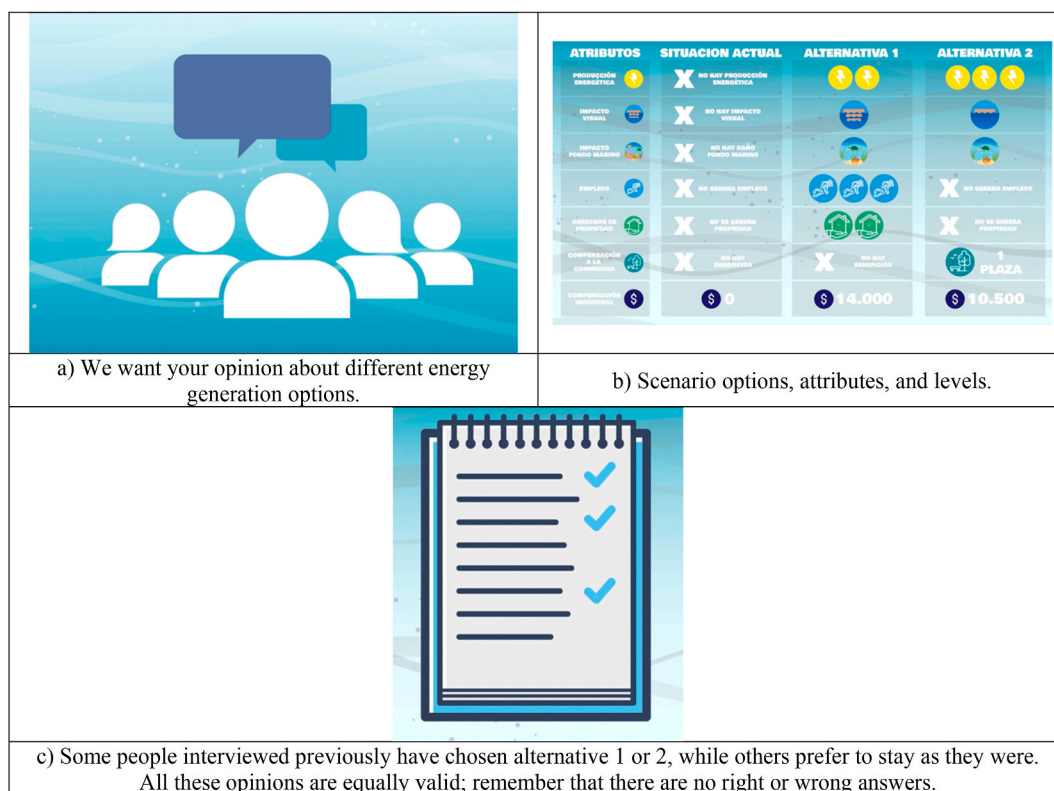 ATRIBUTOS SITUACION ACTUAL ALTERNATIVA 1 ALTERNATIVA 2
PRODUCCIÓN ENERGÉTICA X NO HAY PRODUCCIÓN ENERGÉTICA
IMPACTO VISUAL X NO HAY IMPACTO VISUAL
IMPACTO FONDO MARINO X NO HAY DAÑO FONDO MARINO
EMPLEOS X NO GENERA EMPLEOS X NO GENERA EMPLEOS
DERECHOS DE PROPIEDAD X NO SE GENERA PROPIEDAD X NO SE GENERA PROPIEDAD
COMPENSACIÓN A LA COMUNIDAD X NO HAY BENEFICIOS X NO HAY BENEFICIOS 1 PLAZA
COMPENSACIÓN INDIVIDUAL $ $ 0 $ 14.000 $ 10.500
a) We want your opinion about different energy
generation options.
b) Scenario options, attributes, and levels.
c) Some people interviewed previously have chosen alternative 1 or 2, while others prefer to stay as they were.
All these opinions are equally valid; remember that there are no right or wrong answers.